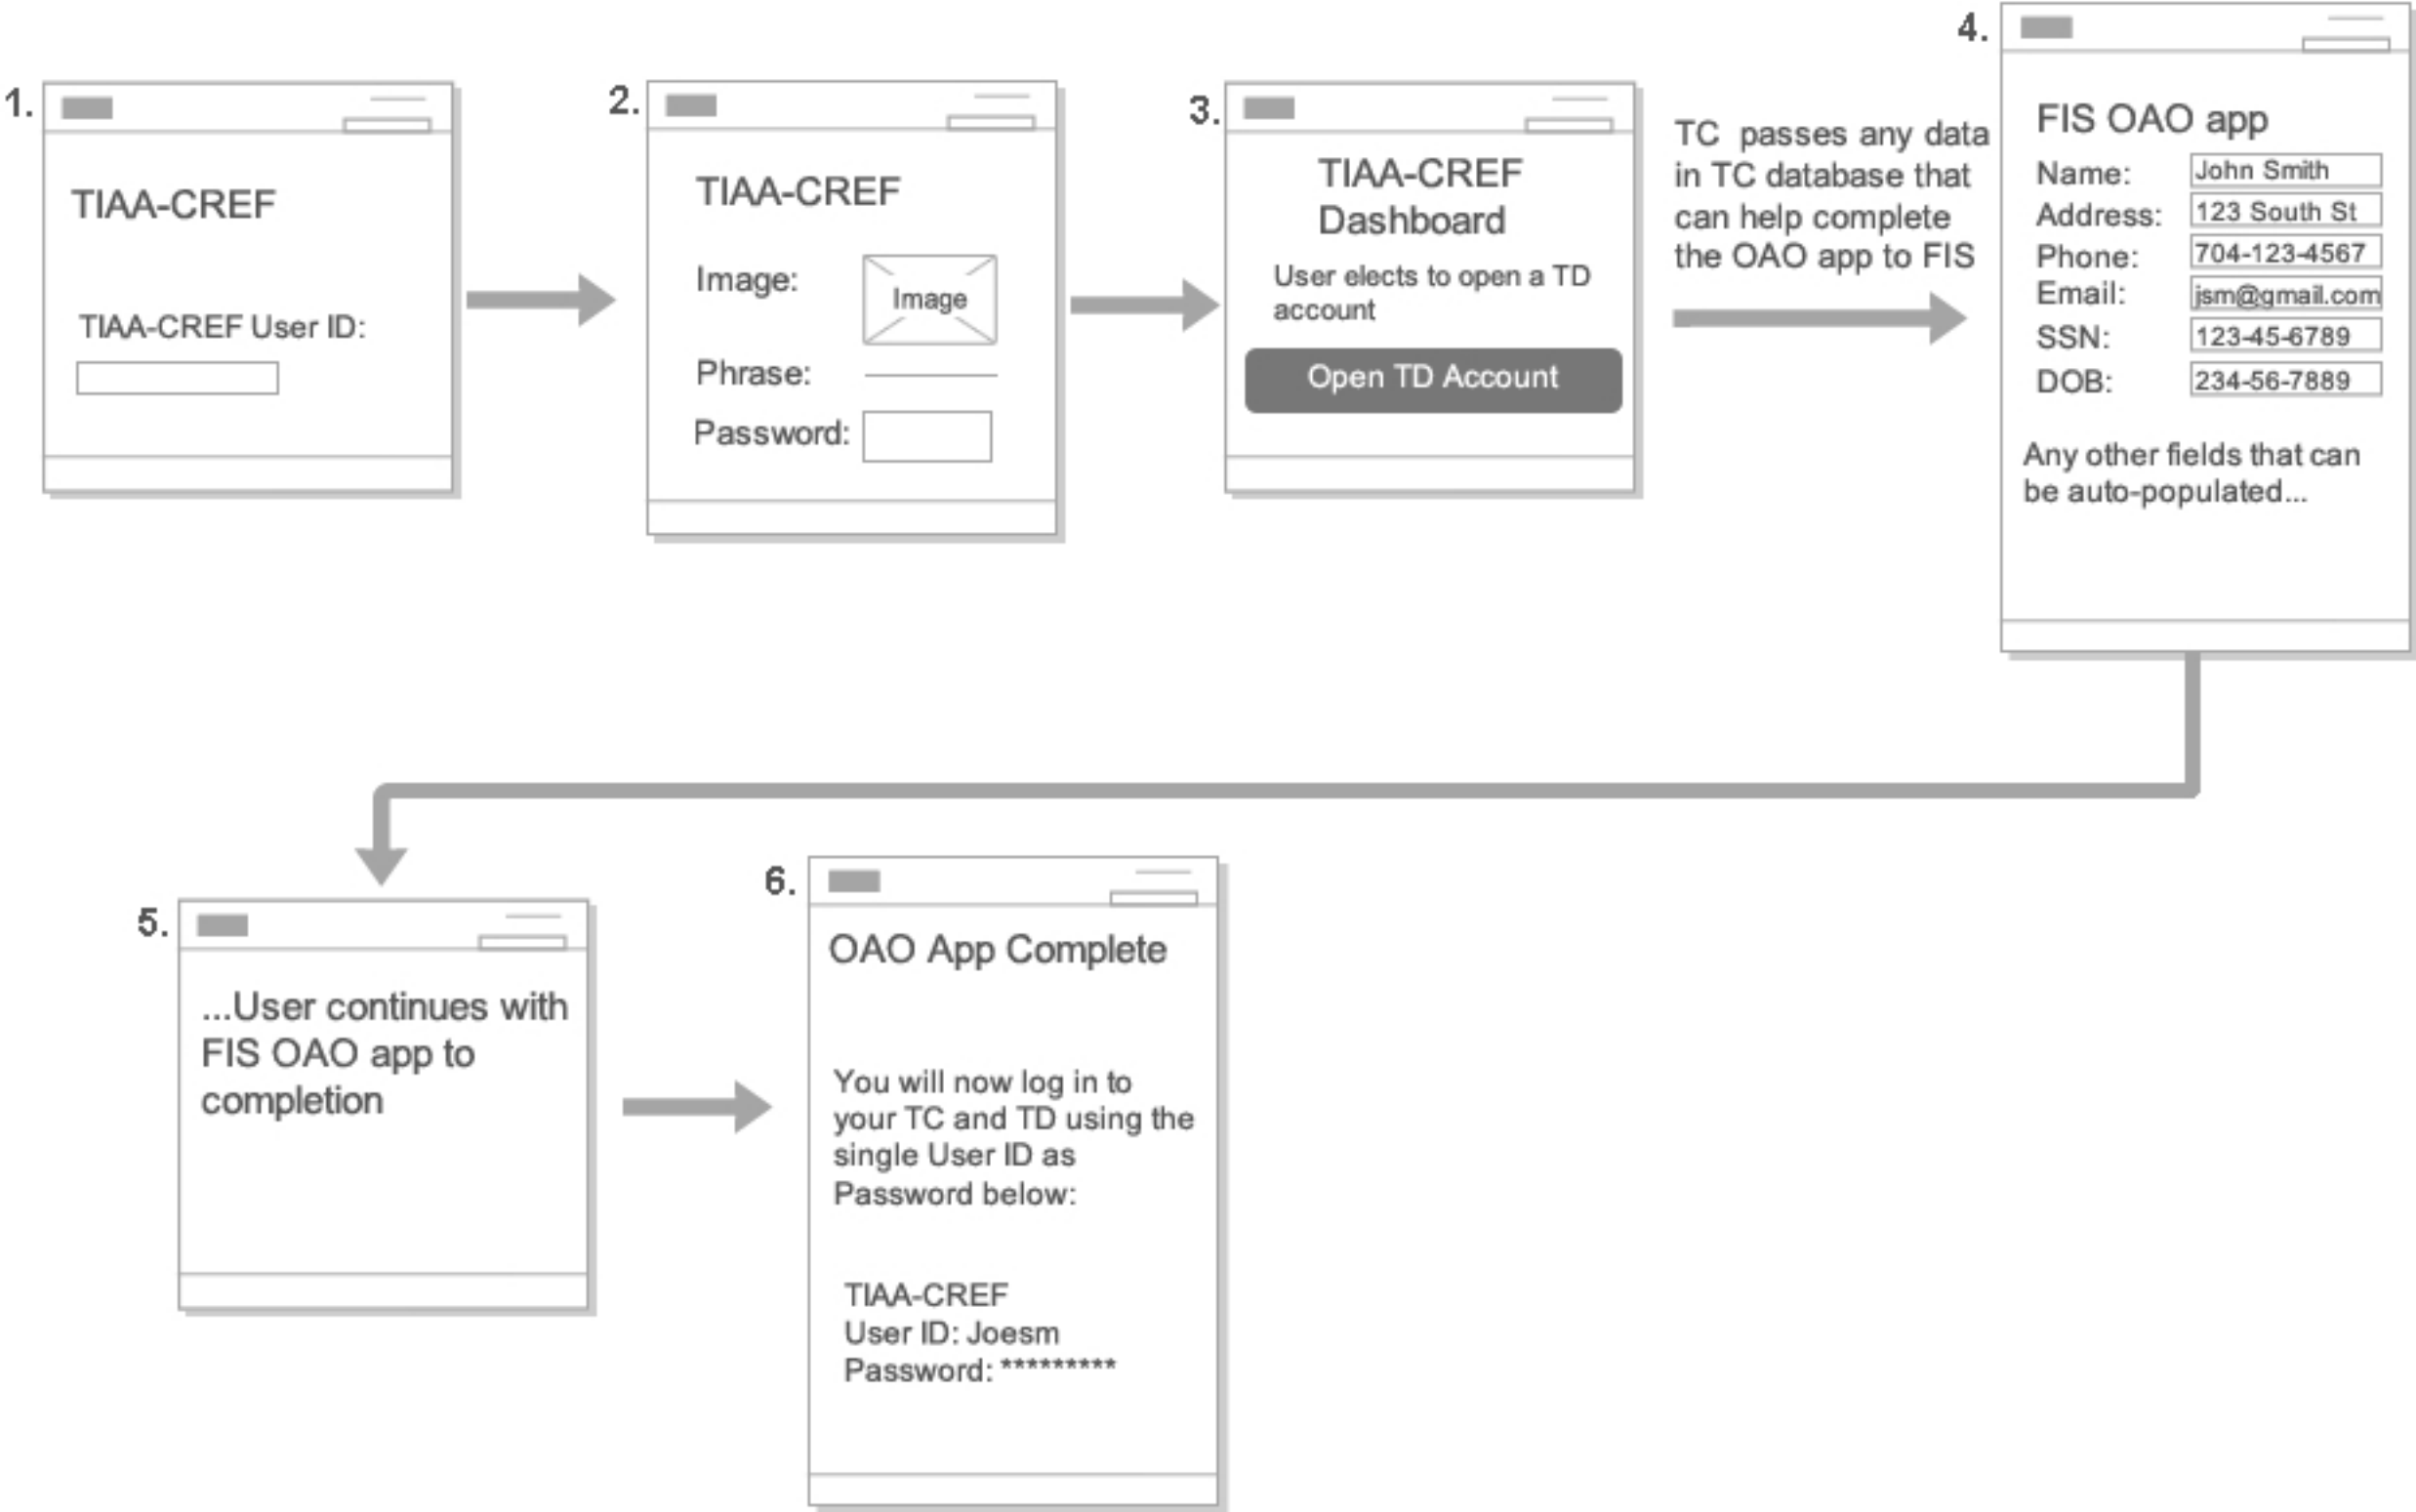 1.
TIAA-CREF
TIAA-CREF User ID:
2.
TIAA-CREF
Image:
Image
Phrase:
Password:
3.
TIAA-CREF
Dashboard
User elects to open a TD
account
Open TD Account
TC passes any data
in TC database that
can help complete
the OAO app to FIS
4.
FIS OAO app
Name: John Smith
Address: 123 South St
Phone: 704-123-4567
Email: jsm@gmail.com
SSN: 123-45-6789
DOB: 234-56-7889
Any other fields that can
be auto-populated...
5.
...User continues with
FIS OAO app to
completion
6.
OAO App Complete
You will now log in to
your TC and TD using the
single User ID as
Password below:
TIAA-CREF
User ID: Joesm
Password: *********